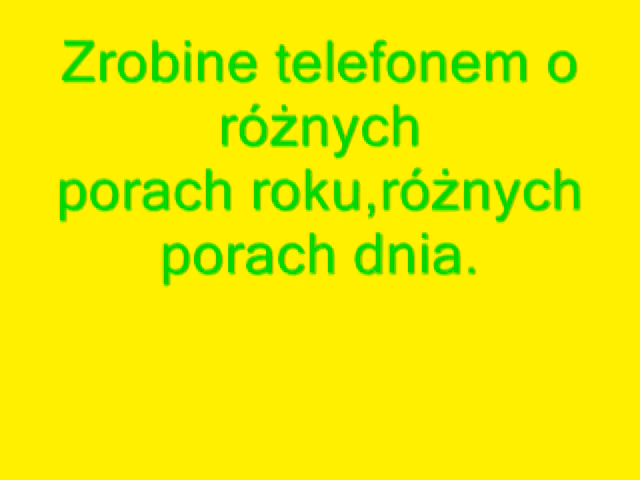 Zrobine telefonem o
różnych
porach roku,różnych
porach dnia.